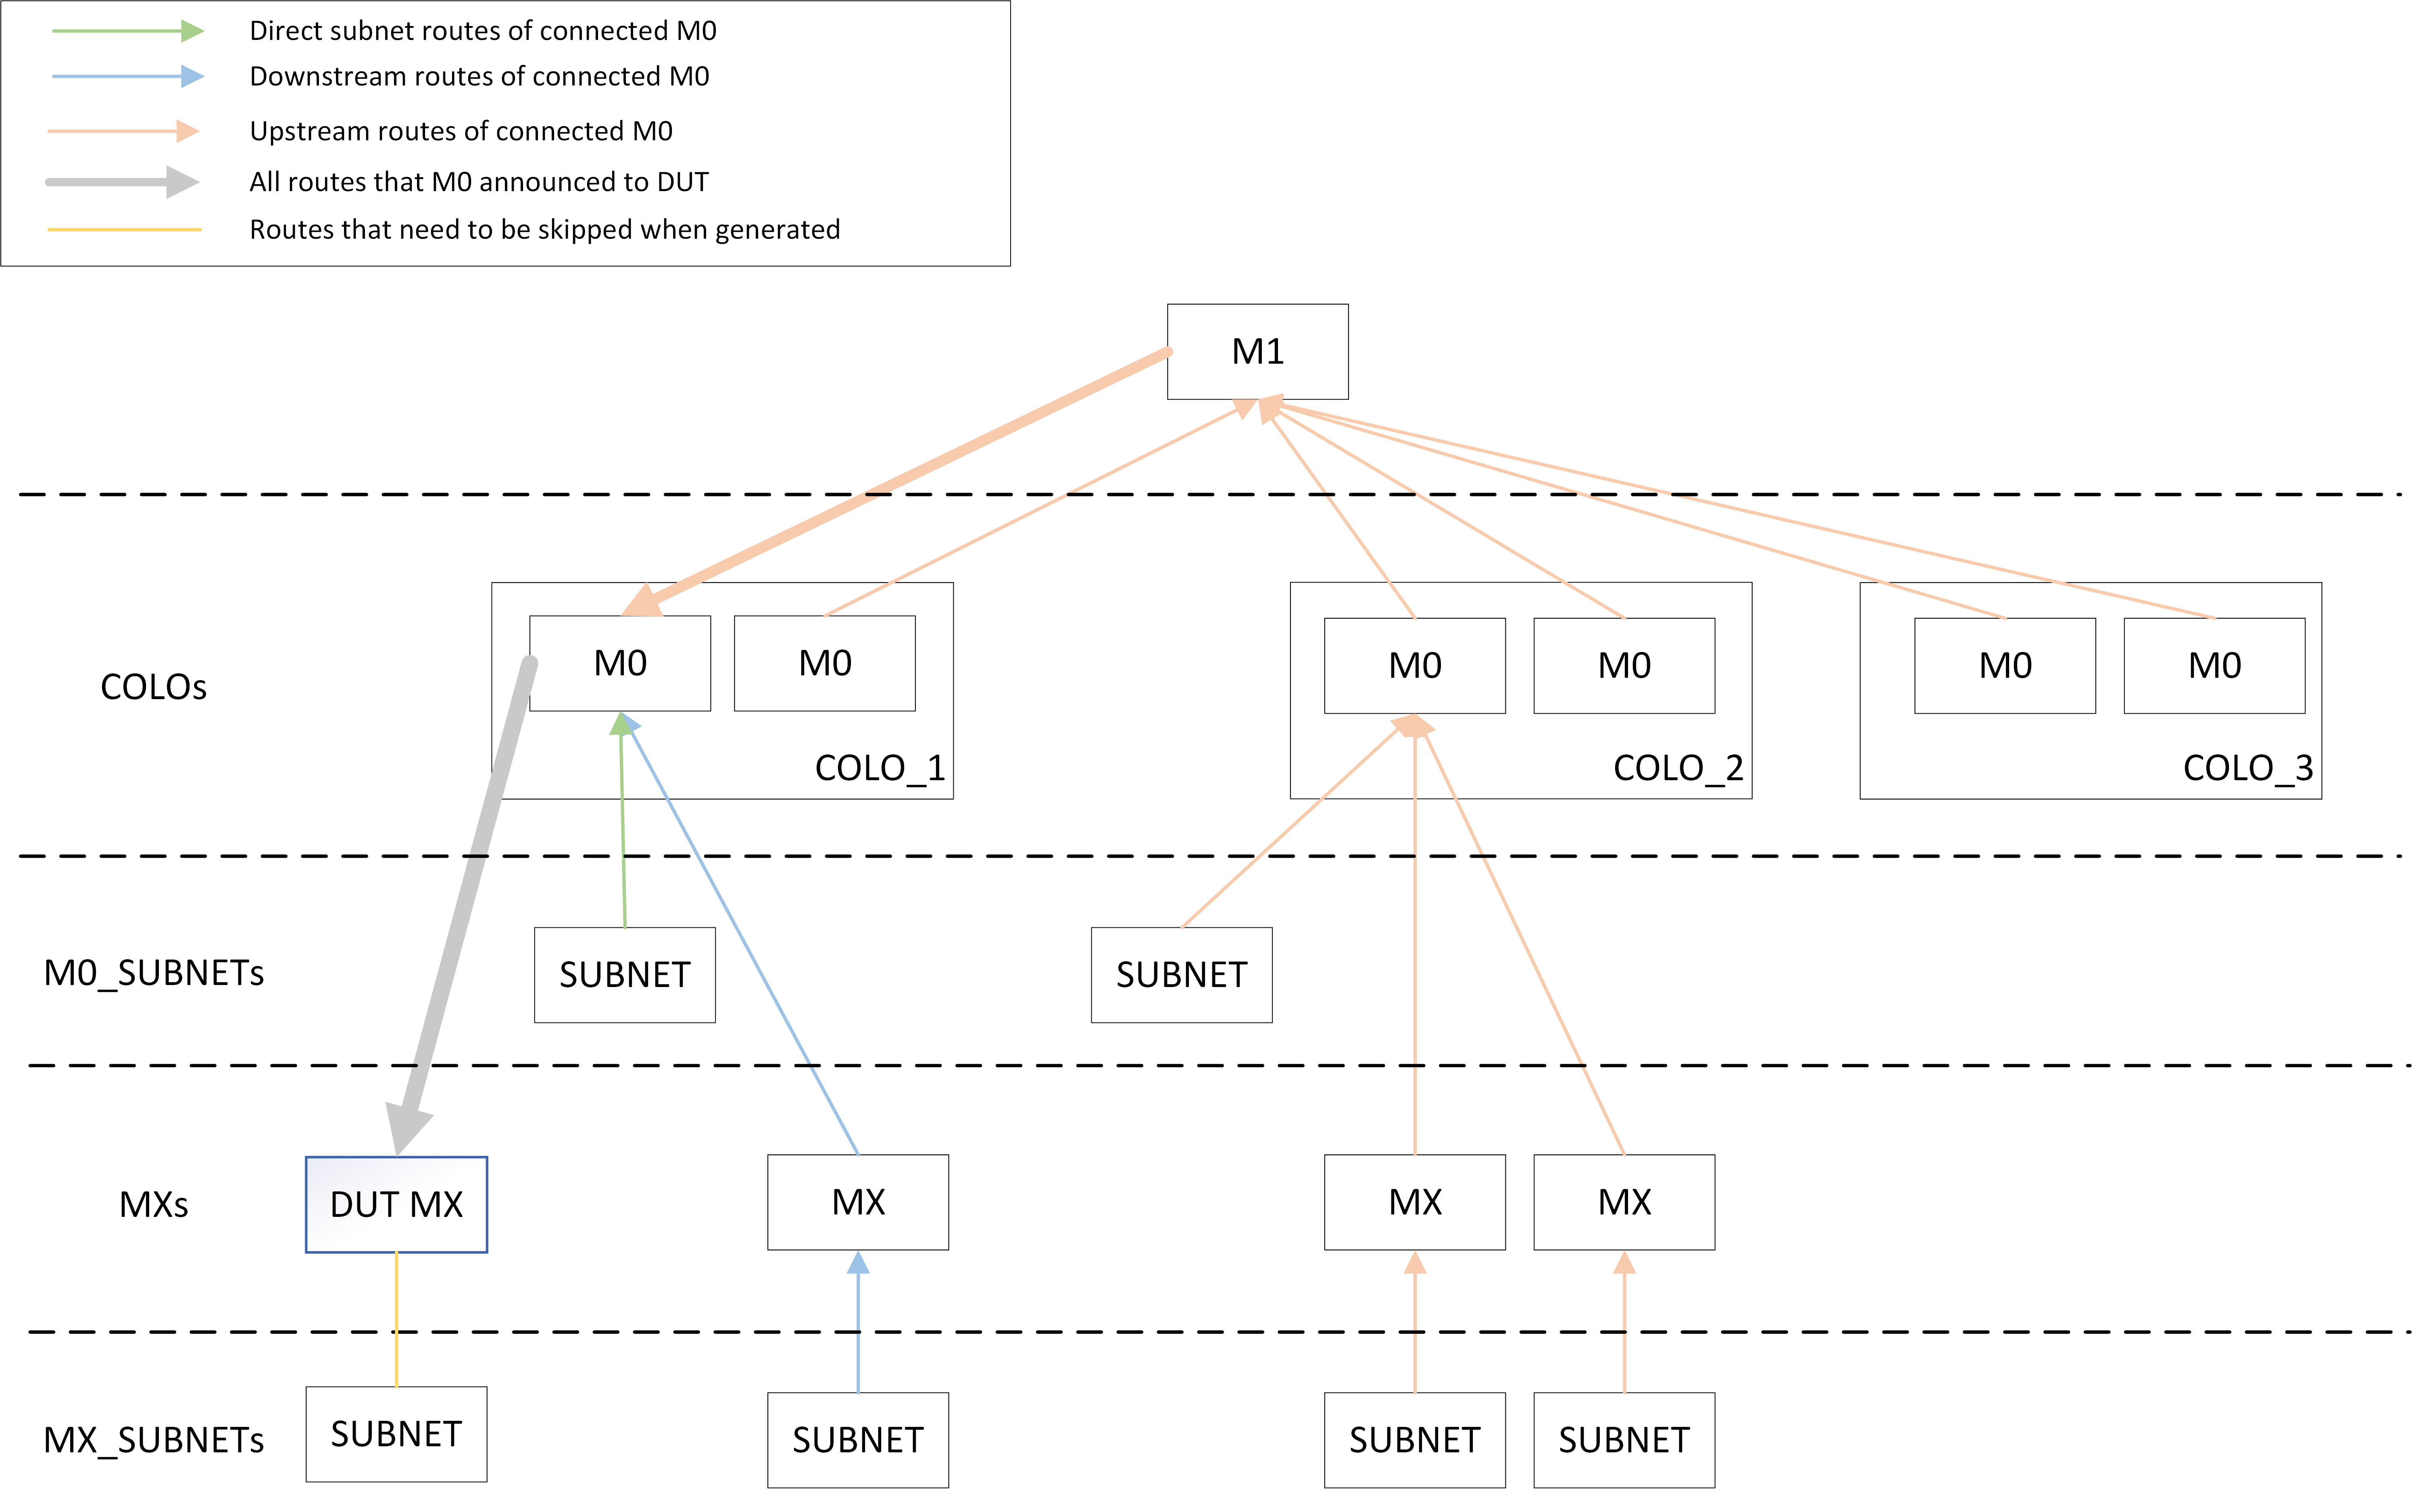 Direct subnet routes of connected M0
Downstream routes of connected M0
Upstream routes of connected M0
All routes that M0 announced to DUT
Routes that need to be skipped when generated
M1
COLOs
M0
M0
COLO_1
M0
M0
COLO_2
M0
M0
COLO_3
M0_SUBNETs
SUBNET
SUBNET
MXs
DUT MX
MX
MX
MX
MX_SUBNETs
SUBNET
SUBNET
SUBNET
SUBNET